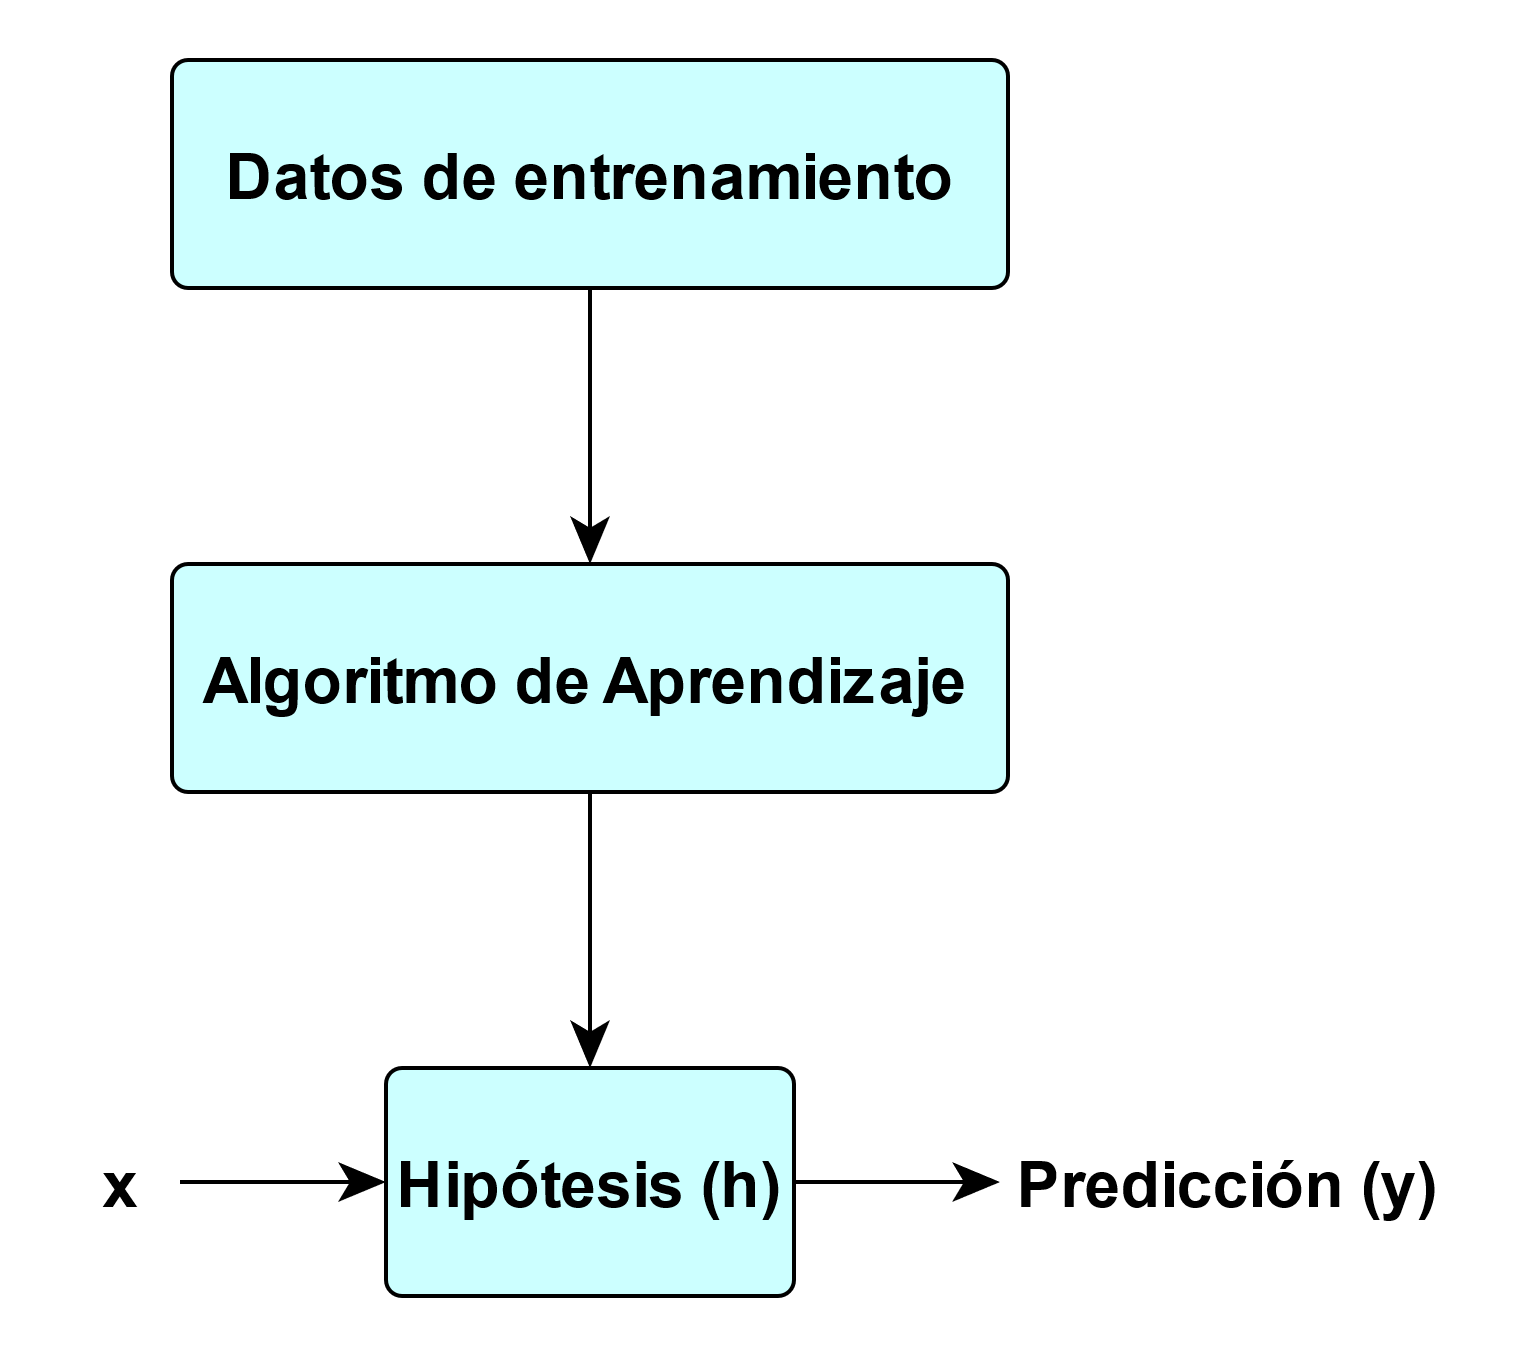 Datos de entrenamiento
Algoritmo de Aprendizaje
x
Hipótesis (h)
Predicción (y)